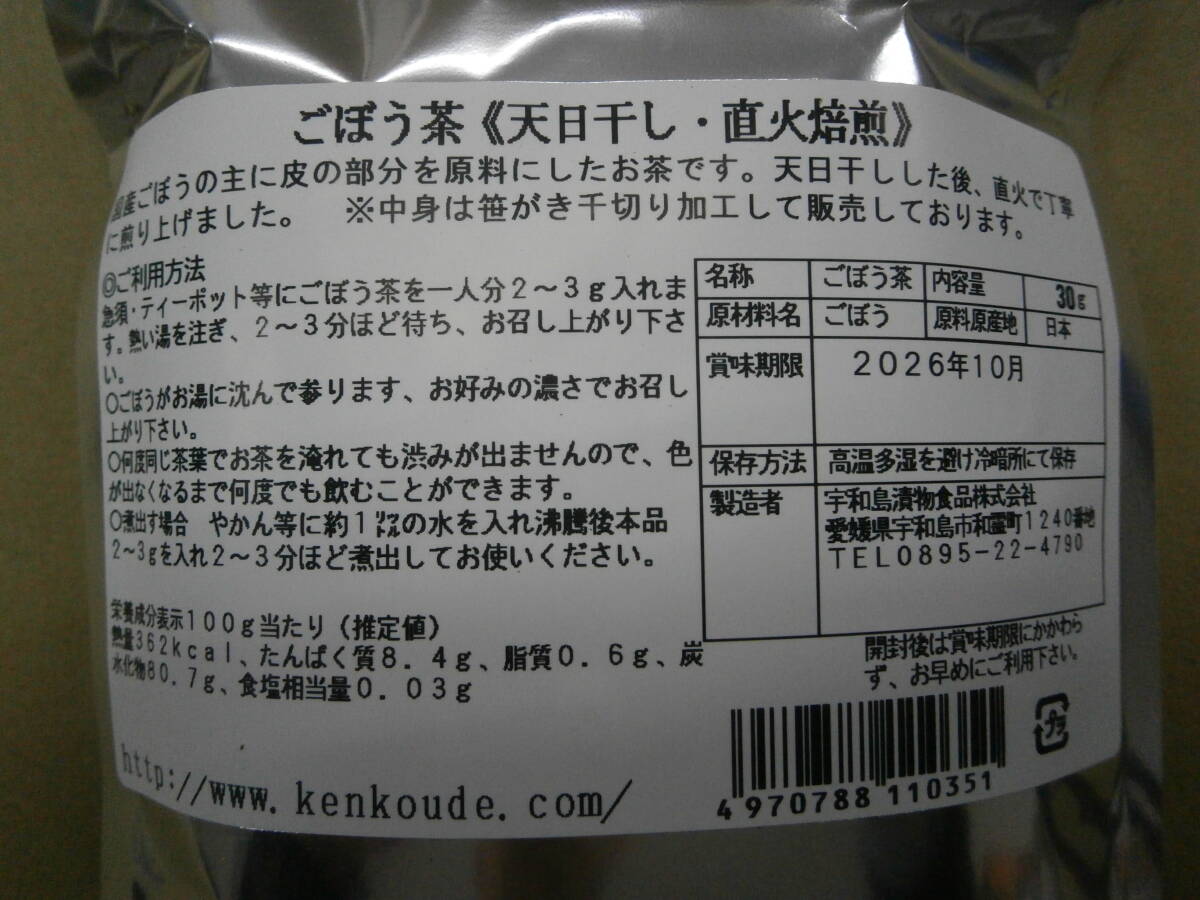 ごぼう茶《天日干し・直火焙煎》
国産ごぼうの主に皮の部分を原料にしたお茶です。天日干しした後、直火で丁寧
に煎り上げました。 ※中身は笹がき千切り加工して販売しております。
◎ご利用方法
急須・ティーポット等にごぼう茶を一人分2～3g入れま
す。熱い湯を注ぎ、2～3分ほど待ち、お召し上がり下さ
い。
○ごぼうがお湯に沈んで参ります、お好みの濃さでお召し
上がり下さい。
○何度同じ茶葉でお茶を淹れても渋みが出ませんので、色
が出なくなるまで何度でも飲むことができます。
○煮出す場合 やかん等に約1㍑の水を入れ沸騰後本品
2～3gを入れ2～3分ほど煮出してお使いください。
栄養成分表示100g当たり(推定値)
熱量362kcal、たんぱく質8.4g、脂質0.6g、炭
水化物80.7g、食塩相当量0.03g
http://www.kenkoude.com/
名称 ごぼう茶 内容量 30g
原材料名 ごぼう 原料原産地 日本
賞味期限 2026年10月
保存方法 高温多湿を避け冷暗所にて保存
製造者 宇和島漬物食品株式会社
愛媛県宇和島市和霊町1240番地
TEL0895-22-4790
開封後は賞味期限にかかわら
ず、お早めにご利用下さい。
4970788110351
プラ